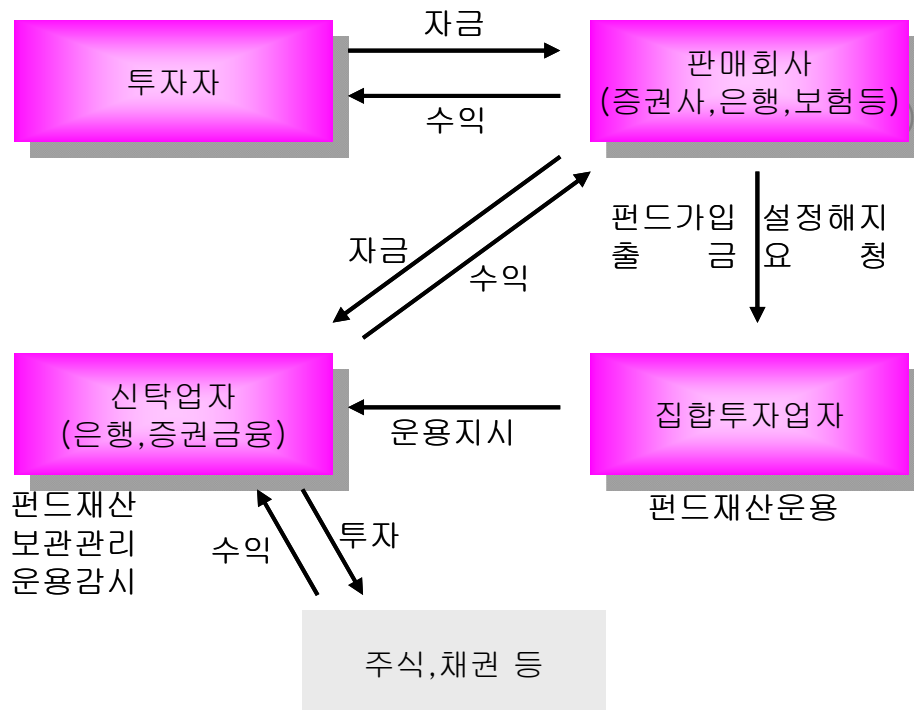 투자자
자금
수익
판매회사
(증권사,은행,보험등)
자금
수익
펀드가입
출 금
설정해지
요 청
신탁업자
(은행,증권금융)
운용지시
집합투자업자
펀드재산
보관관리
운용감시
펀드재산운용
수익
투자
주식,채권 등